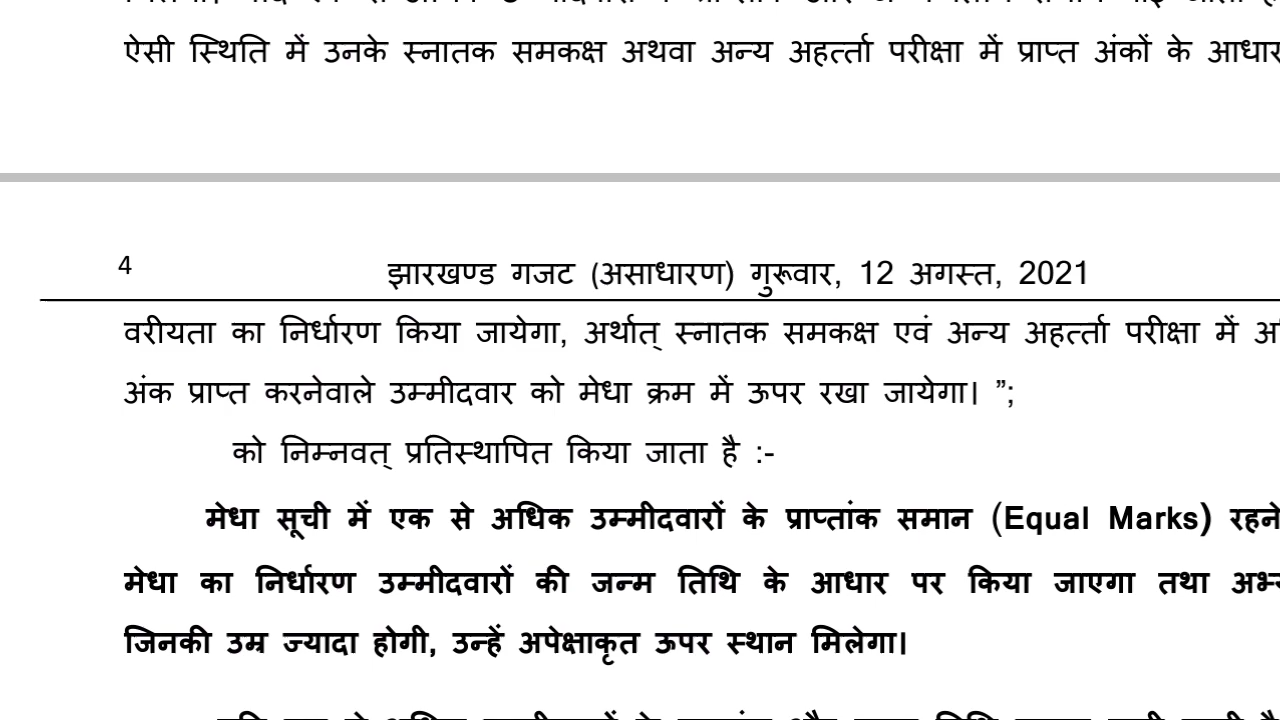 ऐसी स्थिति में उनके स्नातक समकक्ष अथवा अन्य अहर्त्ता परीक्षा में प्राप्त अंकों के आधार
4
झारखण्ड गजट (असाधारण) गुरूवार, 12 अगस्त, 2021
वरीयता का निर्धारण किया जायेगा, अर्थात् स्नातक समकक्ष एवं अन्य अहर्त्ता परीक्षा में
अंक प्राप्त करनेवाले उम्मीदवार को मेधा क्रम में ऊपर रखा जायेगा। ”;
को निम्नवत् प्रतिस्थापित किया जाता है :-
मेधा सूची में एक से अधिक उम्मीदवारों के प्राप्तांक समान (Equal Marks) रहने
मेधा का निर्धारण उम्मीदवारों की जन्म तिथि के आधार पर किया जाएगा तथा
जिनकी उम्र ज्यादा होगी, उन्हें अपेक्षाकृत ऊपर स्थान मिलेगा।